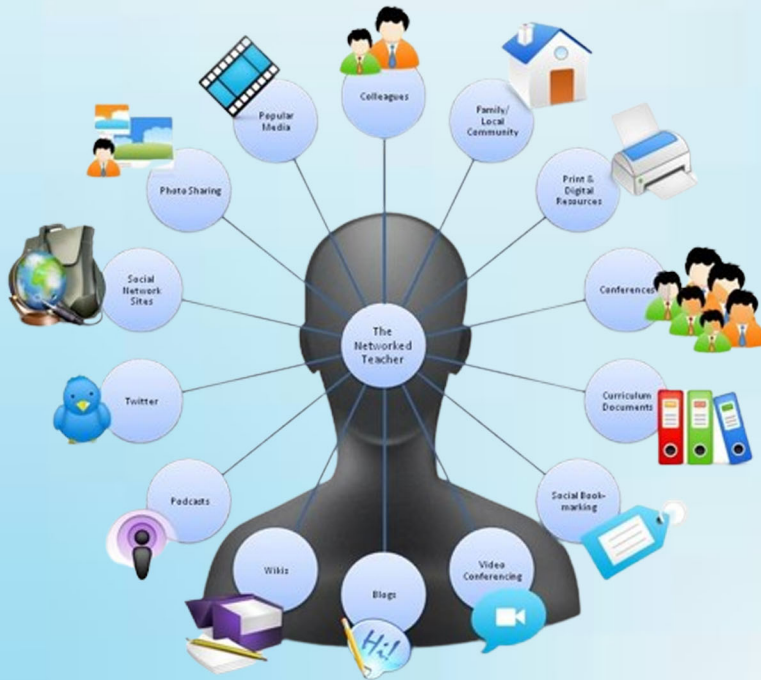 Colleagues
Family/
Local
Community
Print &
Digital
Resources
Conferences
Curriculum
Documents
Social Book-
marking
Video
Conferencing
Blogs
Wikis
Podcasts
Twitter
Social
Network
Sites
Photo Sharing
Popular
Media
The
Networked
Teacher
Hi!